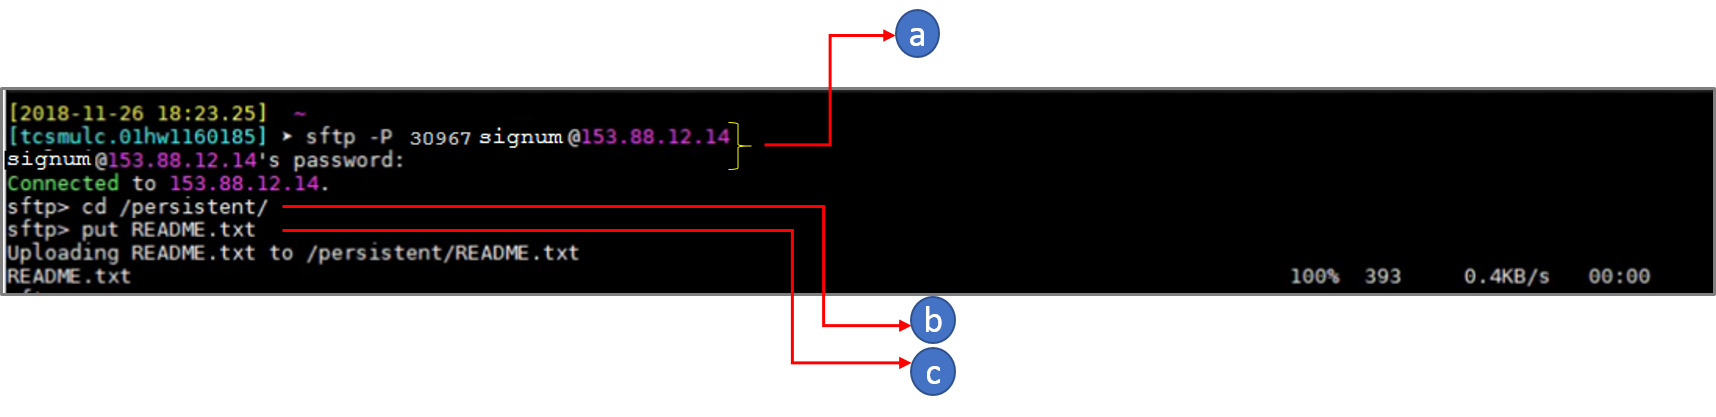 a
[2018-11-26 18:23.25] ~
[tcsmulc.01hw1160185] ➤ sftp -P 30967 signum@153.88.12.14
signum@153.88.12.14's password:
Connected to 153.88.12.14.
sftp> cd /persistent/
sftp> put README.txt
Uploading README.txt to /persistent/README.txt
README.txt 100% 393 0.4KB/s 00:00
b
c